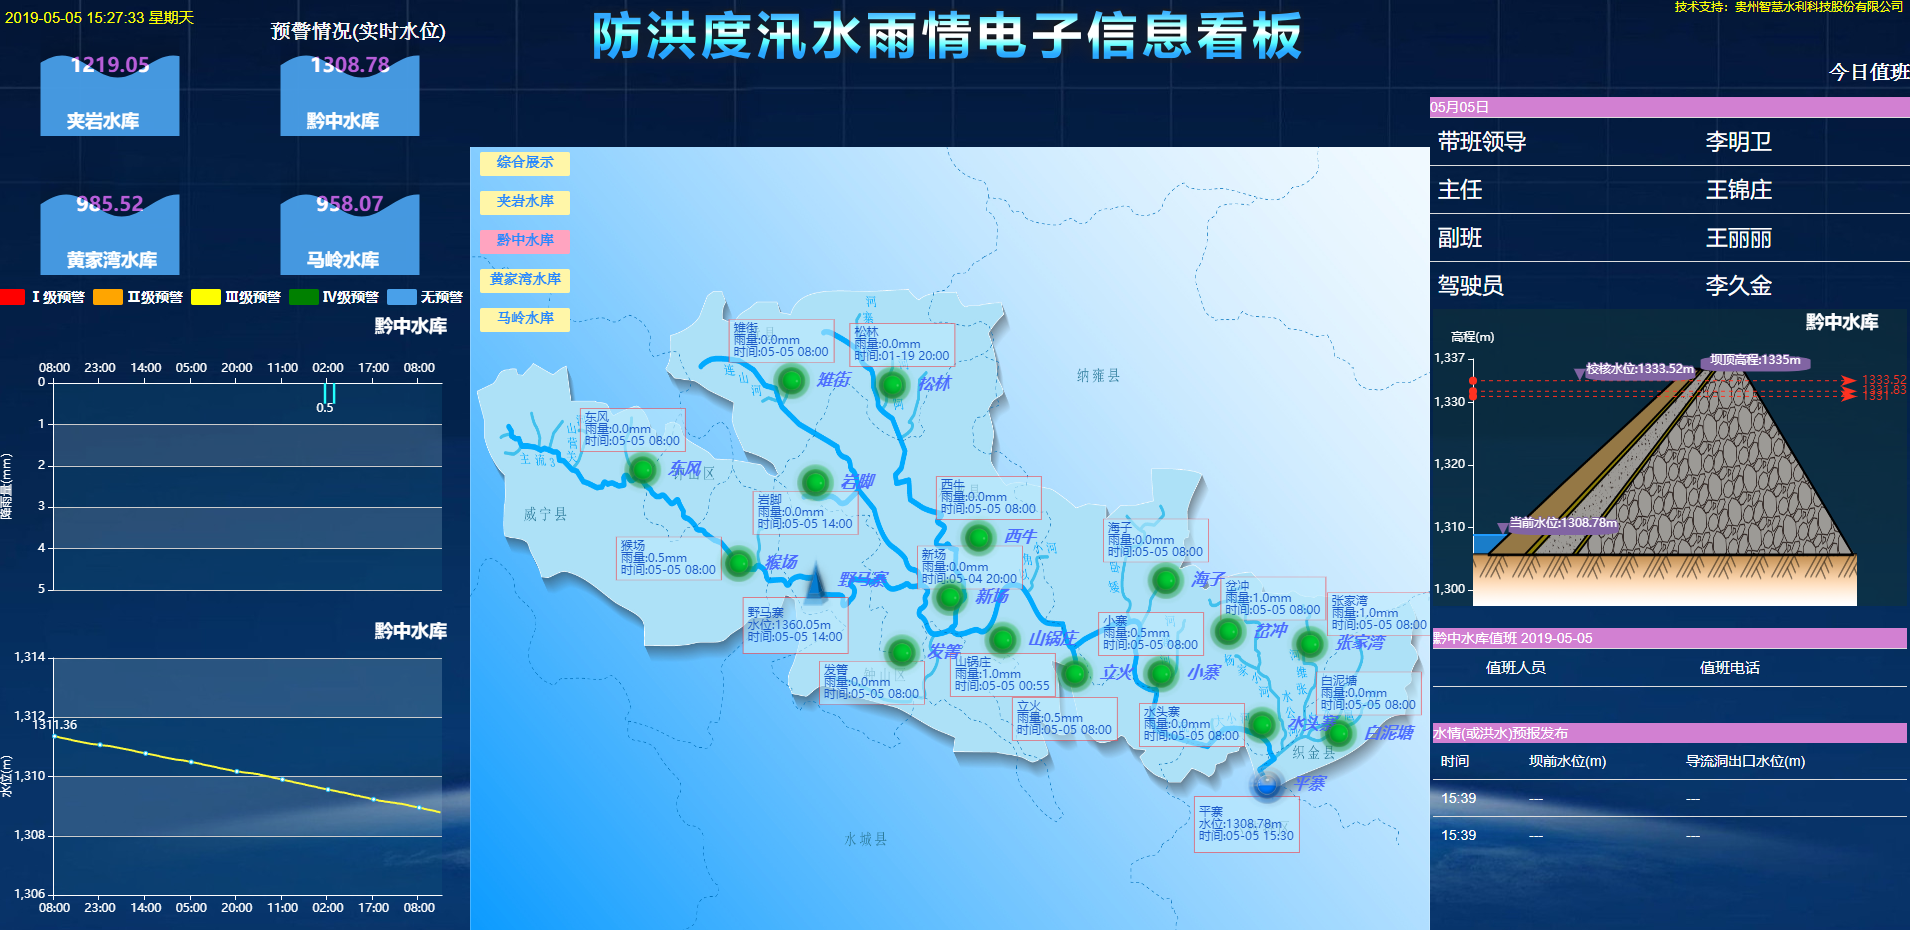 2019-05-05 15:27:33 星期天
防洪度汛水雨情电子信息看板
技术支持：贵州智慧水利科技股份有限公司
预警情况(实时水位)
1219.05
夹岩水库
1308.78
黔中水库
985.52
黄家湾水库
958.07
马岭水库
Ⅰ级预警 Ⅱ级预警 Ⅲ级预警 Ⅳ级预警 无预警
黔中水库
08:00 23:00 14:00 05:00 20:00 11:00 02:00 17:00 08:00
0
0.5
1
2
3
4
5
降雨量(mm)
黔中水库
1,314
1,312
1311.36
1,310
1,308
1,306
水位(m)
08:00 23:00 14:00 05:00 20:00 11:00 02:00 17:00 08:00
综合展示
夹岩水库
黔中水库
黄家湾水库
马岭水库
雉街
雨量:0.0mm
时间:05-05 08:00
雉街
松林
雨量:0.0mm
时间:01-19 20:00
松林
纳雍县
东风
雨量:0.0mm
时间:05-05 08:00
东风
钟山区
威宁县
岩脚
岩脚
雨量:0.0mm
时间:05-05 14:00
西牛
雨量:0.0mm
时间:05-05 08:00
西牛
猴场
雨量:0.5mm
时间:05-05 08:00
猴场
野马寨
野马寨
水位:1360.05m
时间:05-05 14:00
新场
雨量:0.0mm
时间:05-04 20:00
新场
海子
雨量:0.0mm
时间:05-05 08:00
海子
岔冲
雨量:1.0mm
时间:05-05 08:00
岔冲
张家湾
雨量:1.0mm
时间:05-05 08:00
张家湾
小寨
雨量:0.5mm
时间:05-05 08:00
小寨
发箐
发箐
雨量:0.0mm
时间:05-05 08:00
钟山区
山锅庄
山锅庄
雨量:1.0mm
时间:05-05 00:55
立火
立火
雨量:0.5mm
时间:05-05 08:00
水头寨
雨量:0.0mm
时间:05-05 08:00
水头寨
白泥塘
雨量:0.0mm
时间:05-05 08:00
白泥塘
织金县
平寨
平寨
水位:1308.78m
时间:05-05 15:30
水城县
今日值班
05月05日
带班领导 李明卫
主任 王锦庄
副班 王丽丽
驾驶员 李久金
黔中水库
高程(m)
1,337
1,330
1,320
1,310
1,300
校核水位:1333.52m
坝顶高程:1335m
1333.52
1331.83
1331
当前水位:1308.78m
黔中水库值班 2019-05-05
值班人员 值班电话
水情(或洪水)预报发布
时间 坝前水位(m) 导流洞出口水位(m)
15:39 --- ---
15:39 --- ---